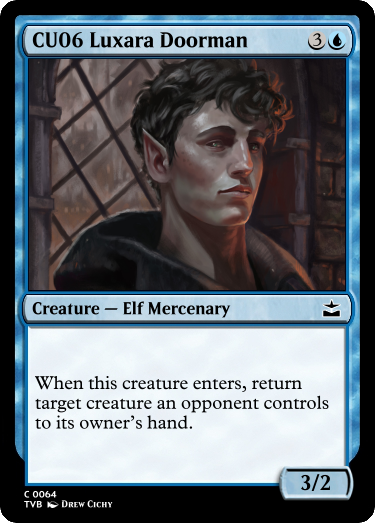 CU06 Luxara Doorman 3
Creature — Elf Mercenary
When this creature enters, return
target creature an opponent controls
to its owner's hand.
3/2
C 0064
TVB Drew Cichy